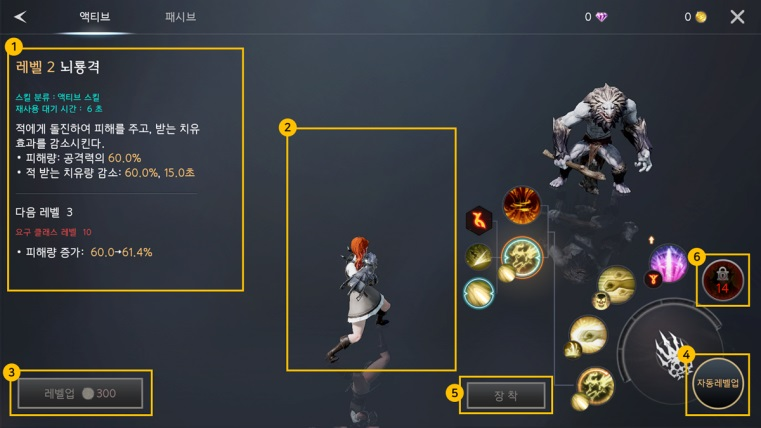 액티브
패시브
0
0
1
레벨 2 뇌룡격
스킬 분류 : 액티브 스킬
재사용 대기 시간 : 6 초
적에게 돌진하여 피해를 주고, 받는 치유
효과를 감소시킨다.
• 피해량: 공격력의 60.0%
• 적 받는 치유량 감소: 60.0%, 15.0초
다음 레벨 3
요구 클래스 레벨 10
• 피해량 증가: 60.0→61.4%
2
6
14
3
레벨업 300
5
장 착
4
자동레벨업